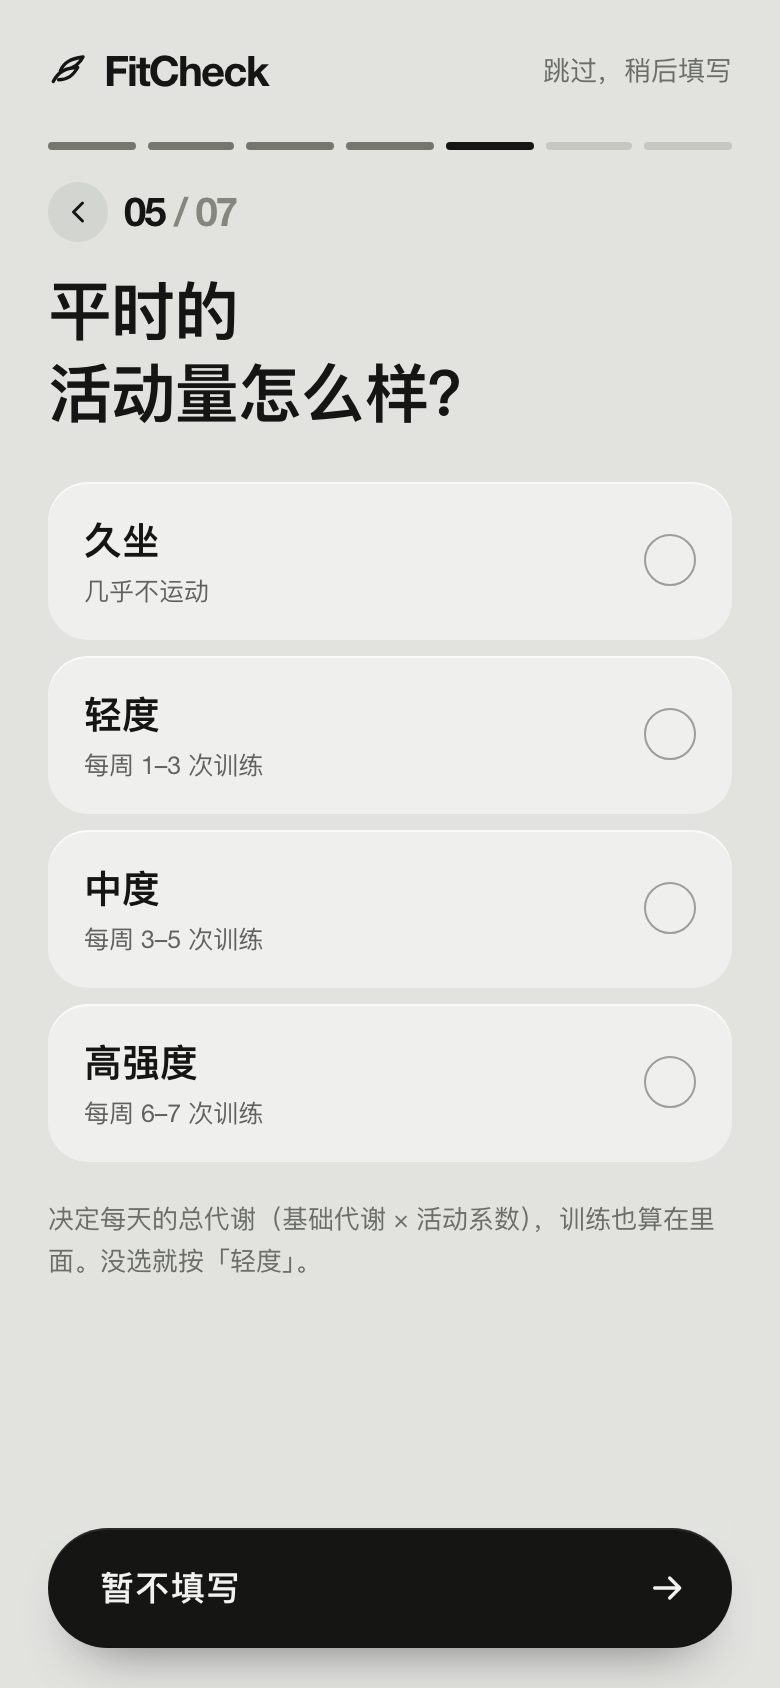 FitCheck
跳过，稍后填写
05 / 07
平时的
活动量怎么样?
久坐
几乎不运动
轻度
每周 1–3 次训练
中度
每周 3–5 次训练
高强度
每周 6–7 次训练
决定每天的总代谢（基础代谢 × 活动系数），训练也算在里
面。没选就按「轻度」。
暂不填写